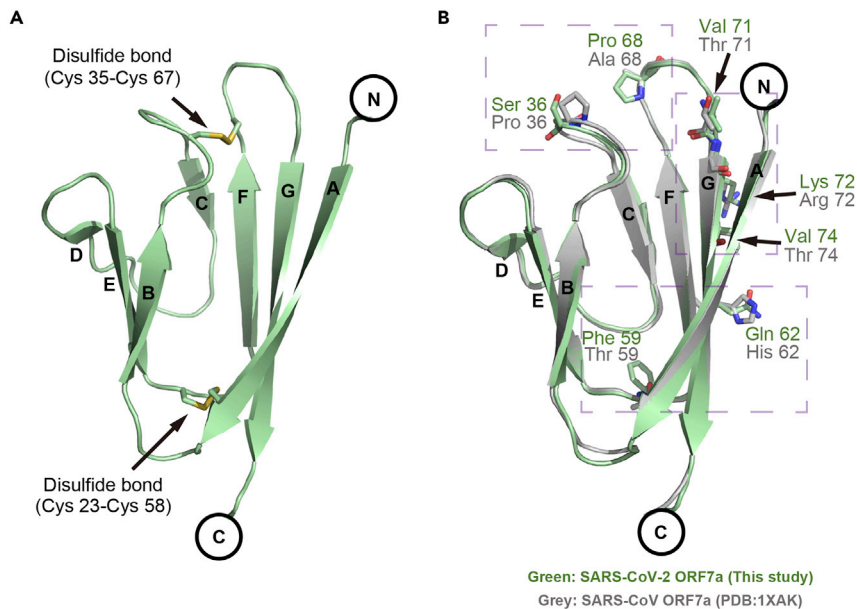 A
Disulfide bond
(Cys 35-Cys 67)
N
C
F
G
A
D
E
B
Disulfide bond
(Cys 23-Cys 58)
C
B
Val 71
Thr 71
Pro 68
Ala 68
N
Ser 36
Pro 36
A
G
F
C
Lys 72
Arg 72
Val 74
Thr 74
D
E
B
Phe 59
Thr 59
Gln 62
His 62
C
Green: SARS-CoV-2 ORF7a (This study)
Grey: SARS-CoV ORF7a (PDB:1XAK)